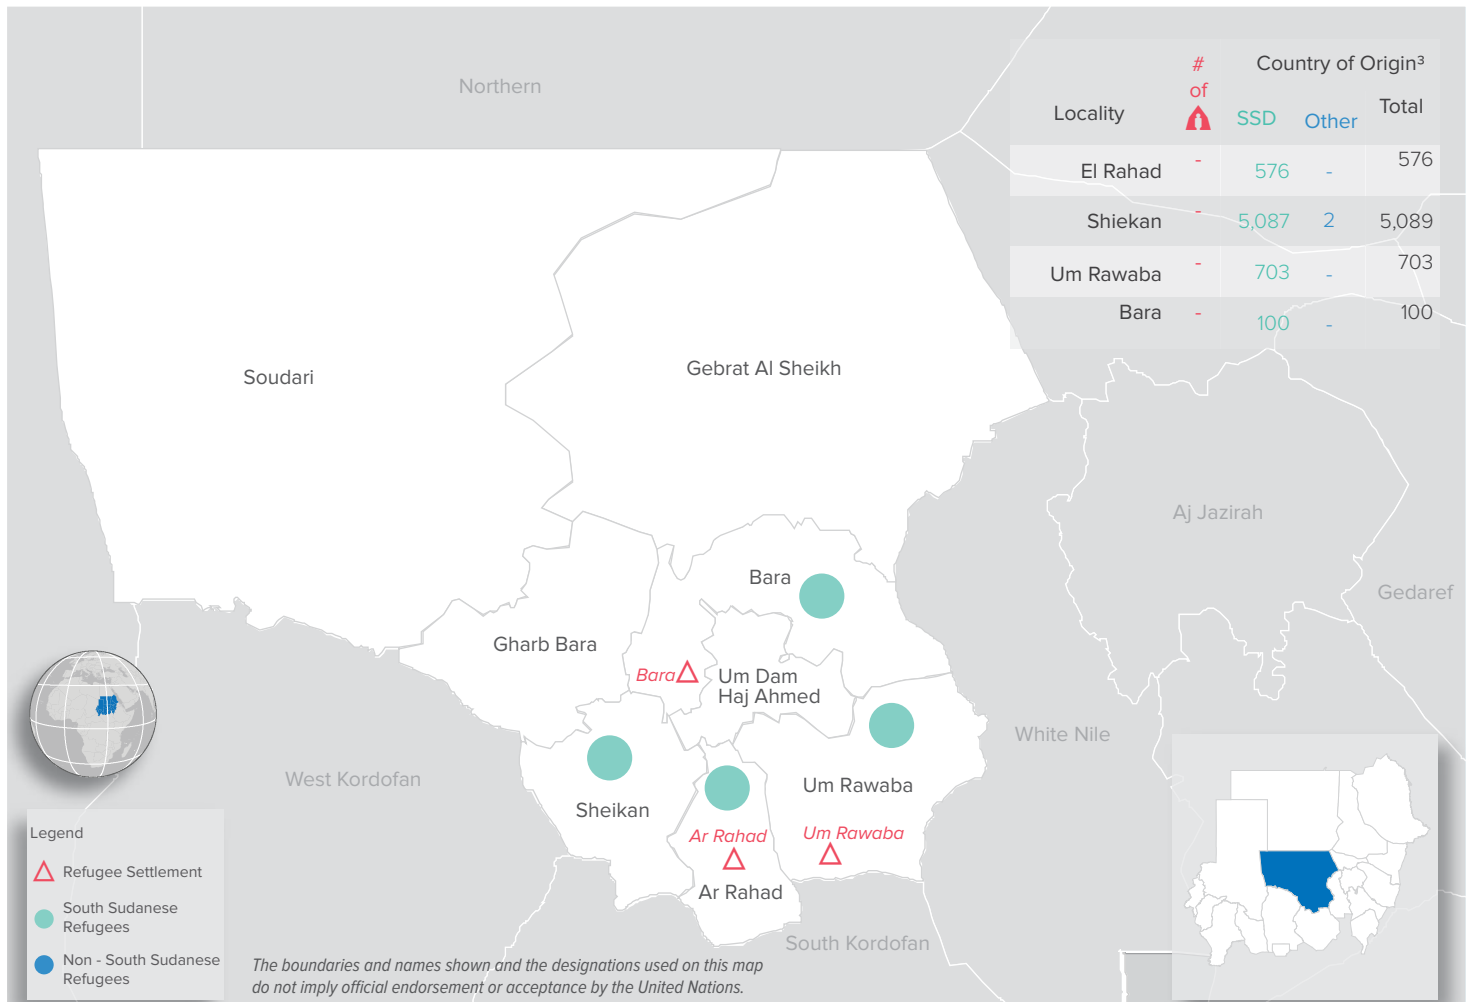 Northern
#
of
Country of Origin³
Locality
SSD
Other
Total
El Rahad - 576 - 576
Shiekan - 5,087 2 5,089
Um Rawaba - 703 - 703
Bara - 100 - 100
Soudari
Gebrat Al Sheikh
Aj Jazirah
Gedaref
Bara
Gharb Bara
Bara
Um Dam
Haj Ahmed
White Nile
West Kordofan
Sheikan
Um Rawaba
Ar Rahad
Um Rawaba
Ar Rahad
South Kordofan
Legend
Refugee Settlement
South Sudanese
Refugees
Non - South Sudanese
Refugees
The boundaries and names shown and the designations used on this map
do not imply official endorsement or acceptance by the United Nations.